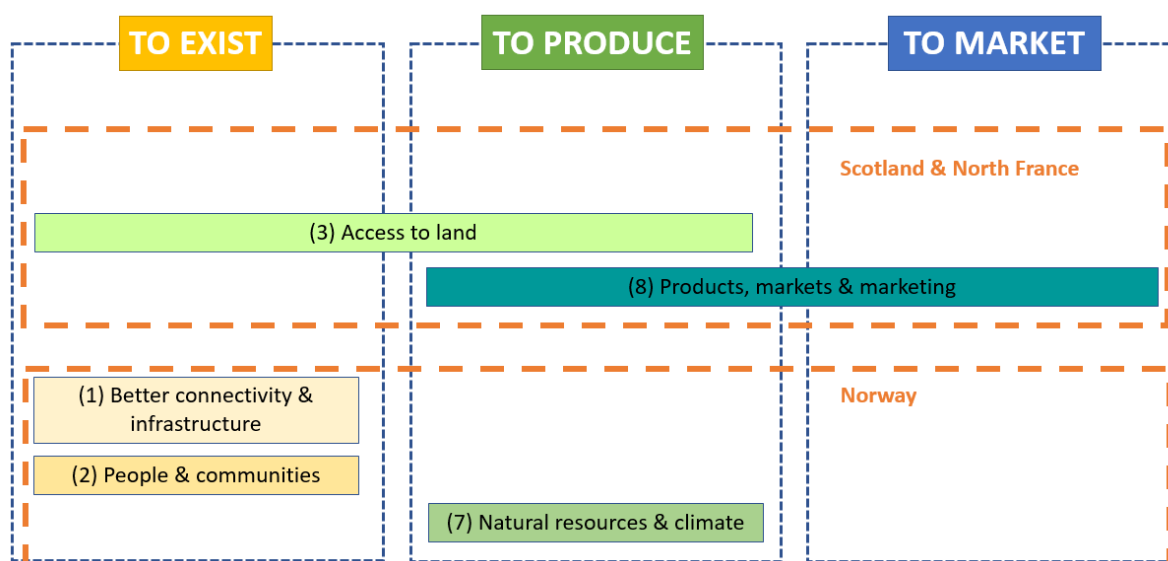 TO EXIST
TO PRODUCE
TO MARKET
Scotland & North France
(3) Access to land
(8) Products, markets & marketing
(1) Better connectivity &
infrastructure
Norway
(2) People & communities
(7) Natural resources & climate